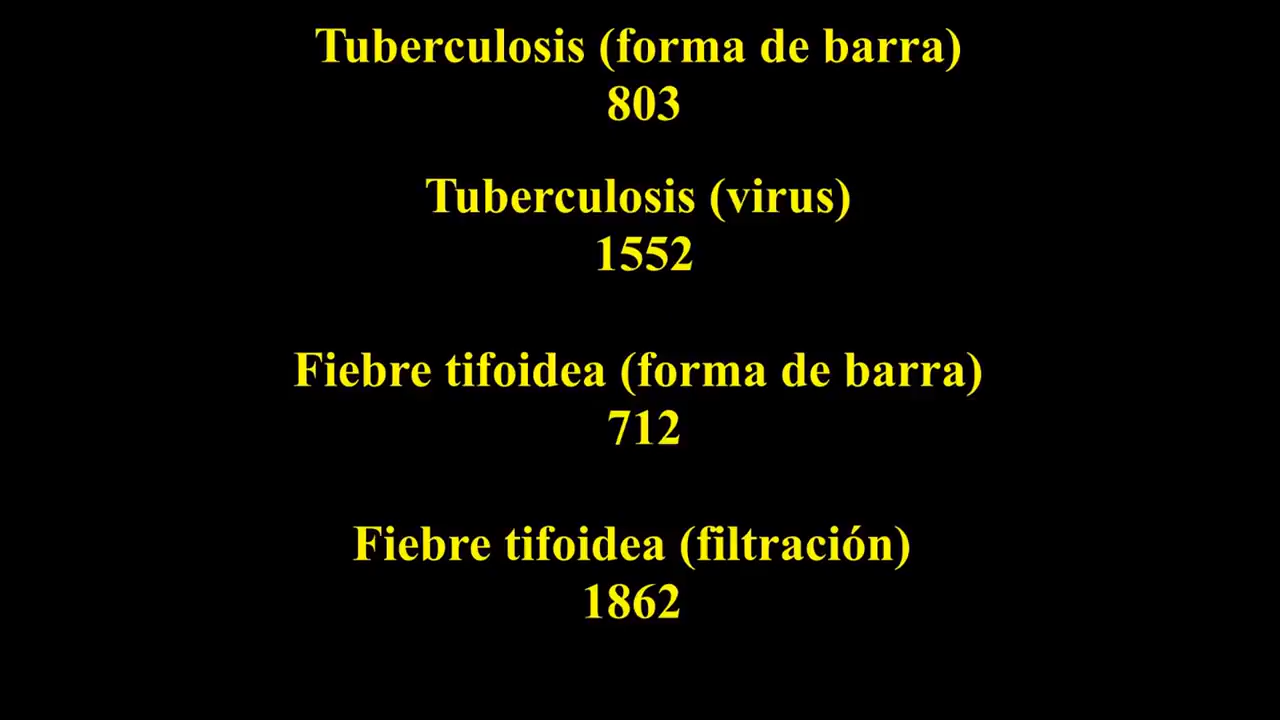 Tuberculosis (forma de barra)
803
Tuberculosis (virus)
1552
Fiebre tifoidea (forma de barra)
712
Fiebre tifoidea (filtración)
1862